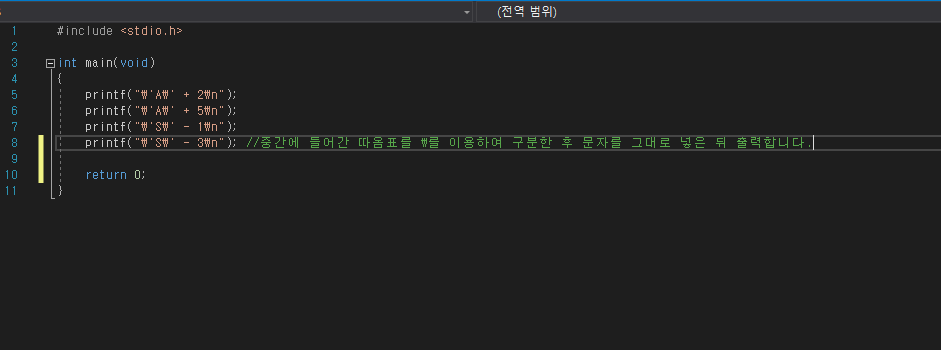 (전역 범위)
1 #include <stdio.h>
2
3 int main(void)
4 {
5 printf("₩'A₩' + 2₩n");
6 printf("₩'A₩' + 5₩n");
7 printf("₩'S₩' - 1₩n");
8 printf("₩'S₩' - 3₩n"); //중간에 들어간 따옴표를 ₩를 이용하여 구분한 후 문자를 그대로 넣은 뒤 출력합니다.
9
10 return 0;
11 }